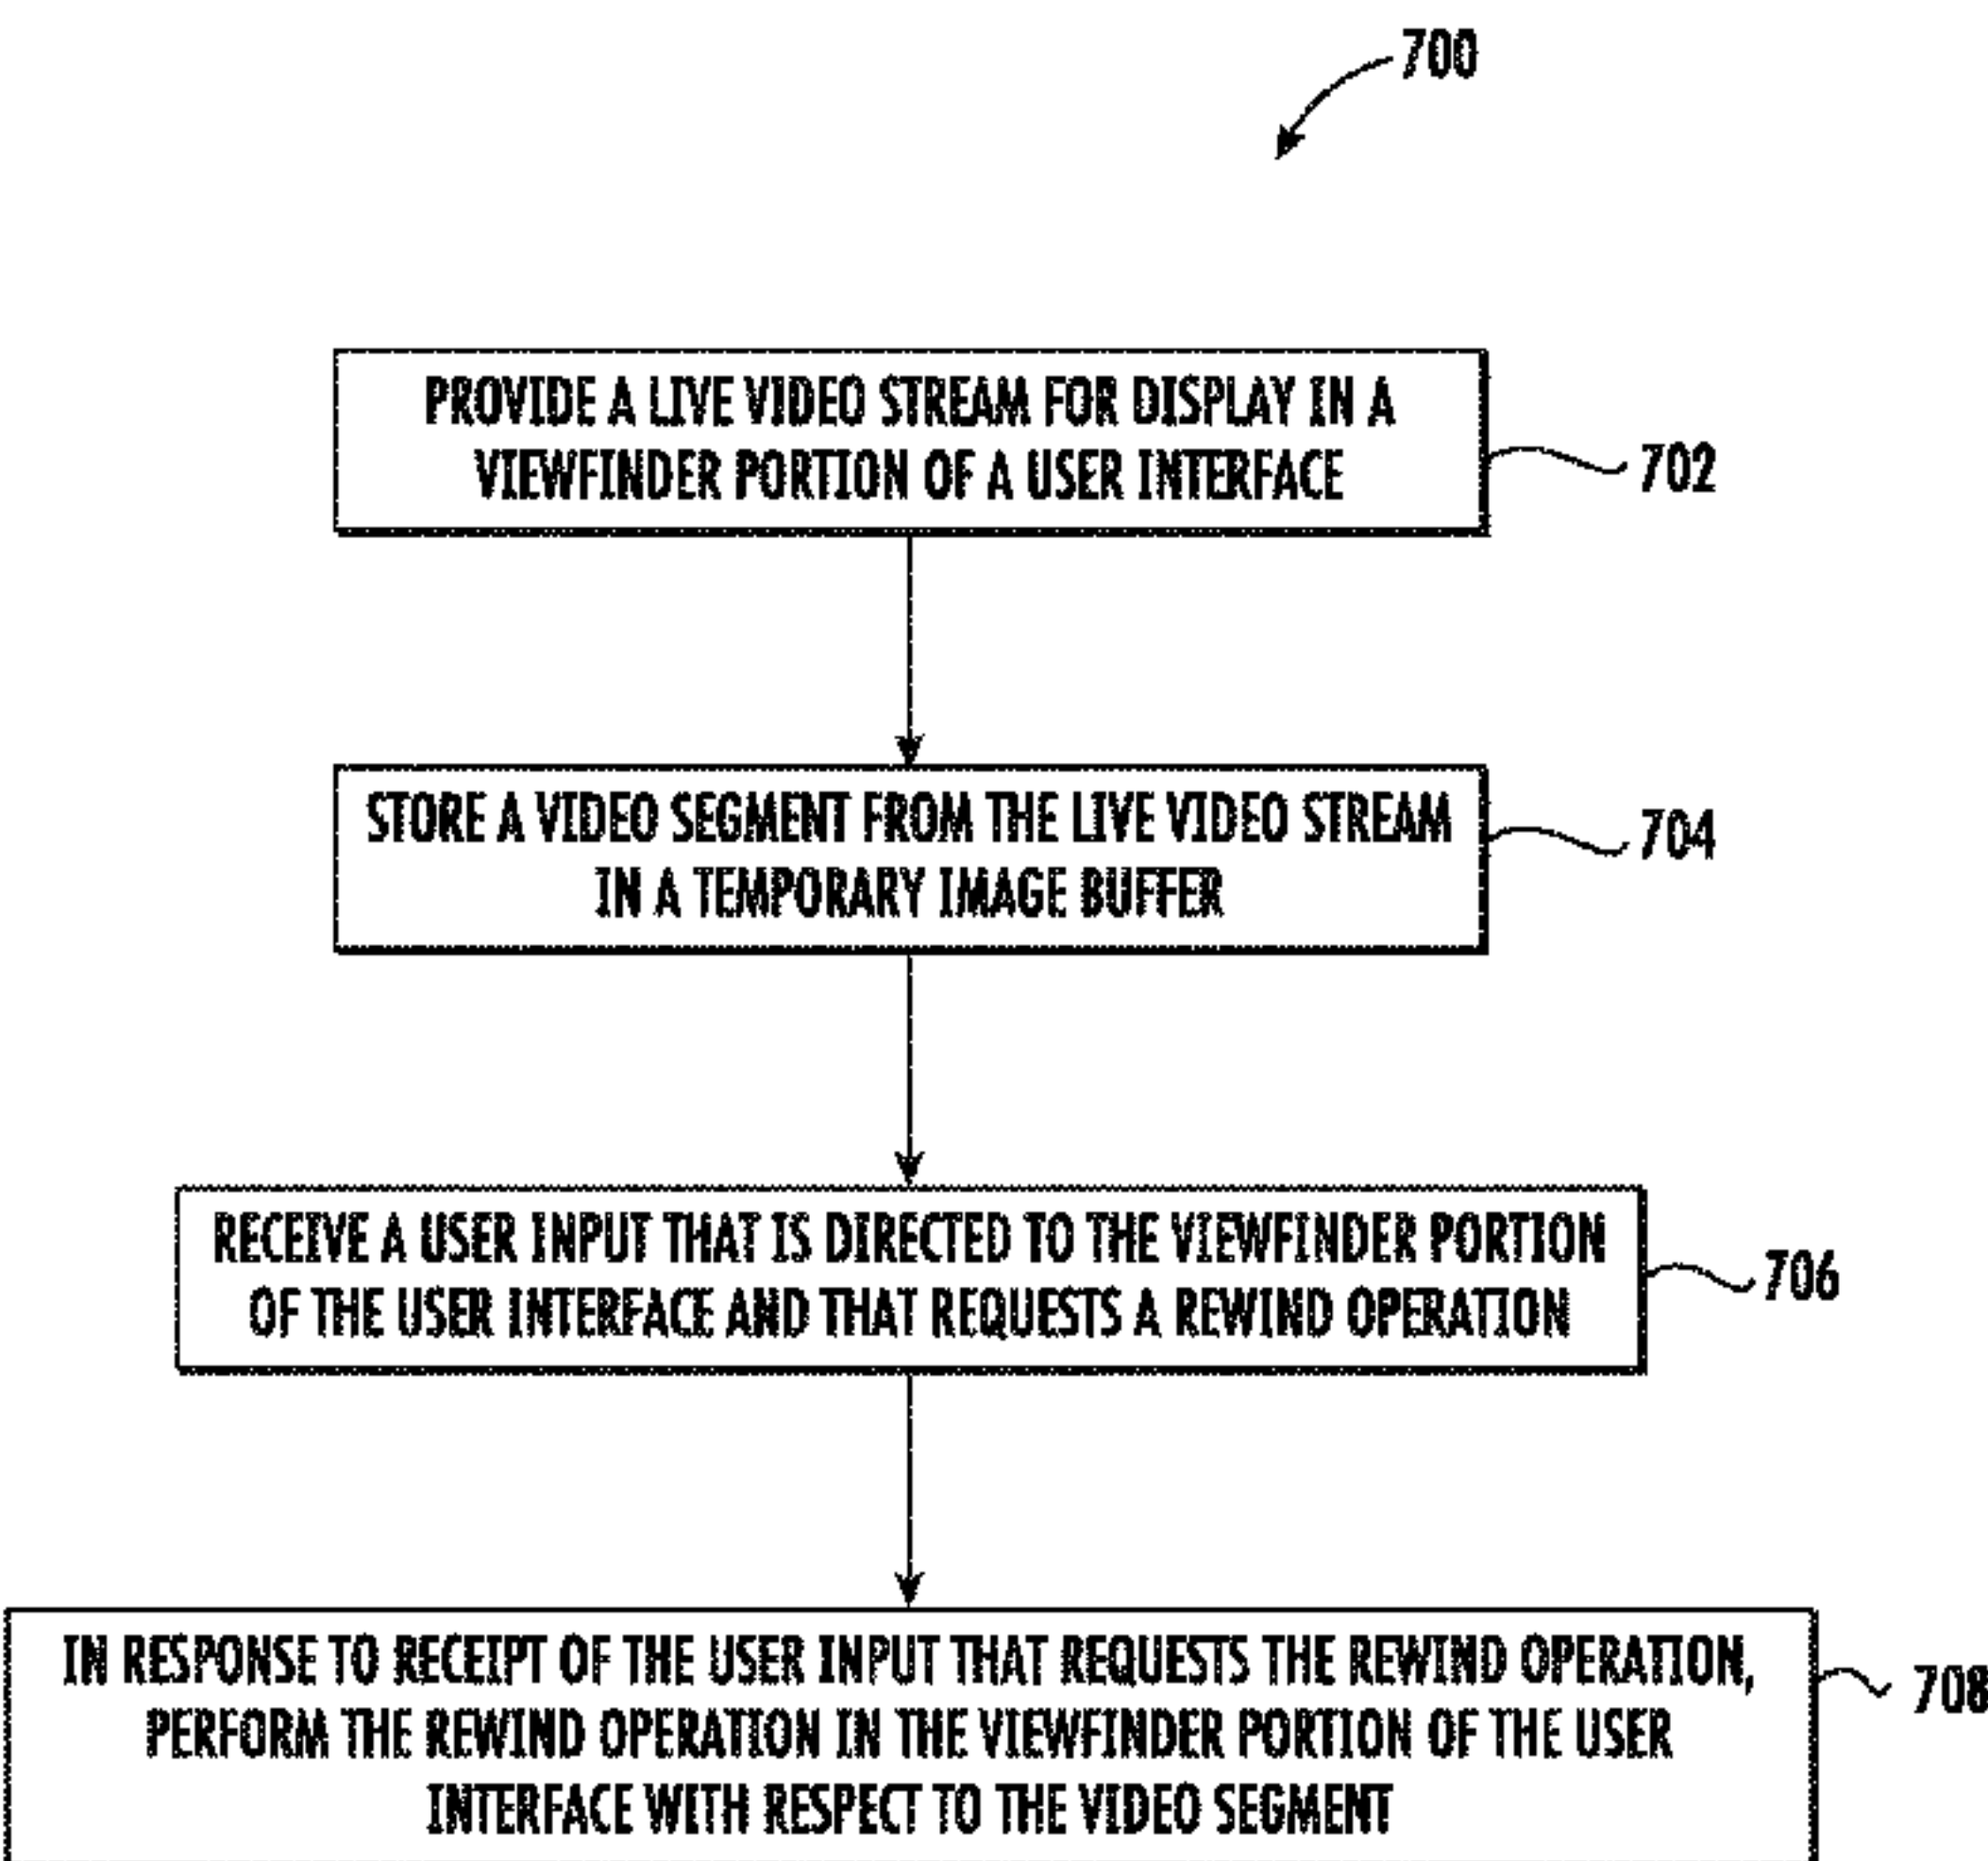 700
PROVIDE A LIVE VIDEO STREAM FOR DISPLAY IN A
VIEWFINDER PORTION OF A USER INTERFACE
702
STORE A VIDEO SEGMENT FROM THE LIVE VIDEO STREAM
IN A TEMPORARY IMAGE BUFFER
704
RECEIVE A USER INPUT THAT IS DIRECTED TO THE VIEWFINDER PORTION
OF THE USER INTERFACE AND THAT REQUESTS A REWIND OPERATION
706
IN RESPONSE TO RECEIPT OF THE USER INPUT THAT REQUESTS THE REWIND OPERATION,
PERFORM THE REWIND OPERATION IN THE VIEWFINDER PORTION OF THE USER
INTERFACE WITH RESPECT TO THE VIDEO SEGMENT
708